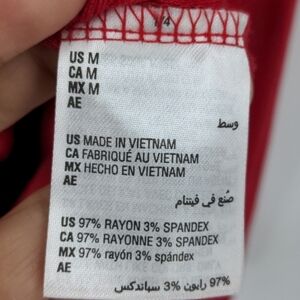 US M
CA M
MX M
AE
وسط
US MADE IN VIETNAM
CA FABRIQUÉ AU VIETNAM
MX HECHO EN VIETNAM
AE
صُنع في فيتنام
US 97% RAYON 3% SPANDEX
CA 97% RAYONNE 3% SPANDEX
MX 97% rayón 3% spándex
AE
97% رايون 3% سباندكس